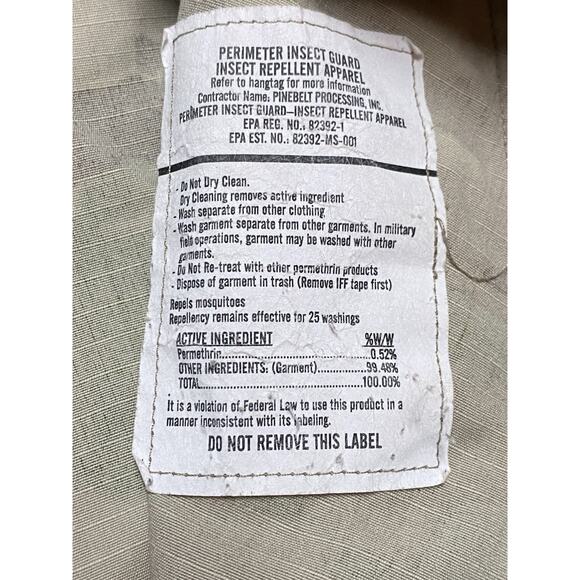 PERIMETER INSECT GUARD
INSECT REPELLENT APPAREL
Refer to hangtag for more information
Contractor Name: PINEBELT PROCESSING, INC.
PERIMETER INSECT GUARD—INSECT REPELLENT APPAREL
EPA REG. NO.: 82392-1
EPA EST. NO.: 82392-MS-001
- Do Not Dry Clean.
Dry Cleaning removes active ingredient
- Wash separate from other clothing
- Wash garment separate from other garments. In military
field operations, garment may be washed with other
garments.
- Do Not Re-treat with other permethrin products
- Dispose of garment in trash (Remove IFF tape first)
Repels mosquitoes
Repellency remains effective for 25 washings
ACTIVE INGREDIENT %W/W
Permethrin..........................0.52%
OTHER INGREDIENTS: (Garment)..............99.48%
TOTAL..............................100.00%
It is a violation of Federal Law to use this product in a
manner inconsistent with its labeling.
DO NOT REMOVE THIS LABEL